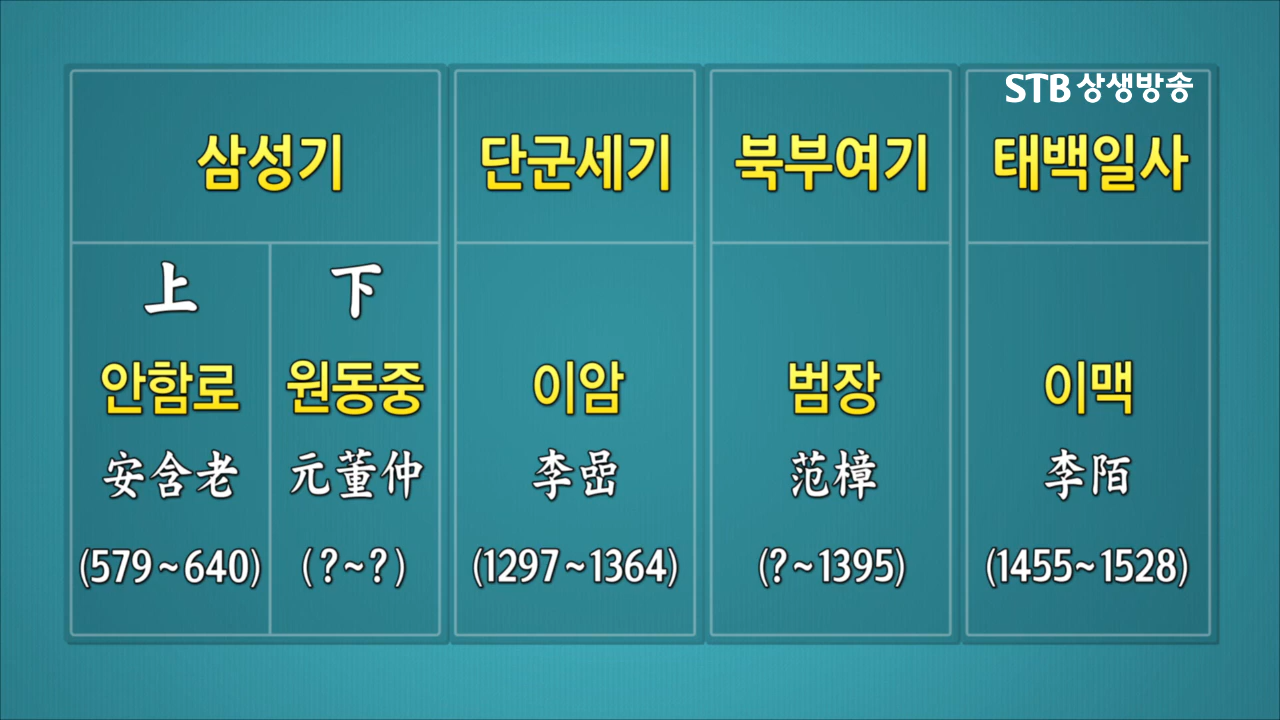 STB 상생방송
삼성기
단군세기
북부여기
태백일사
上
下
안함로
원동중
이암
범장
이맥
安含老
元董仲
李嵒
范樟
李陌
(579~640)
(?~?)
(1297~1364)
(?~1395)
(1455~1528)